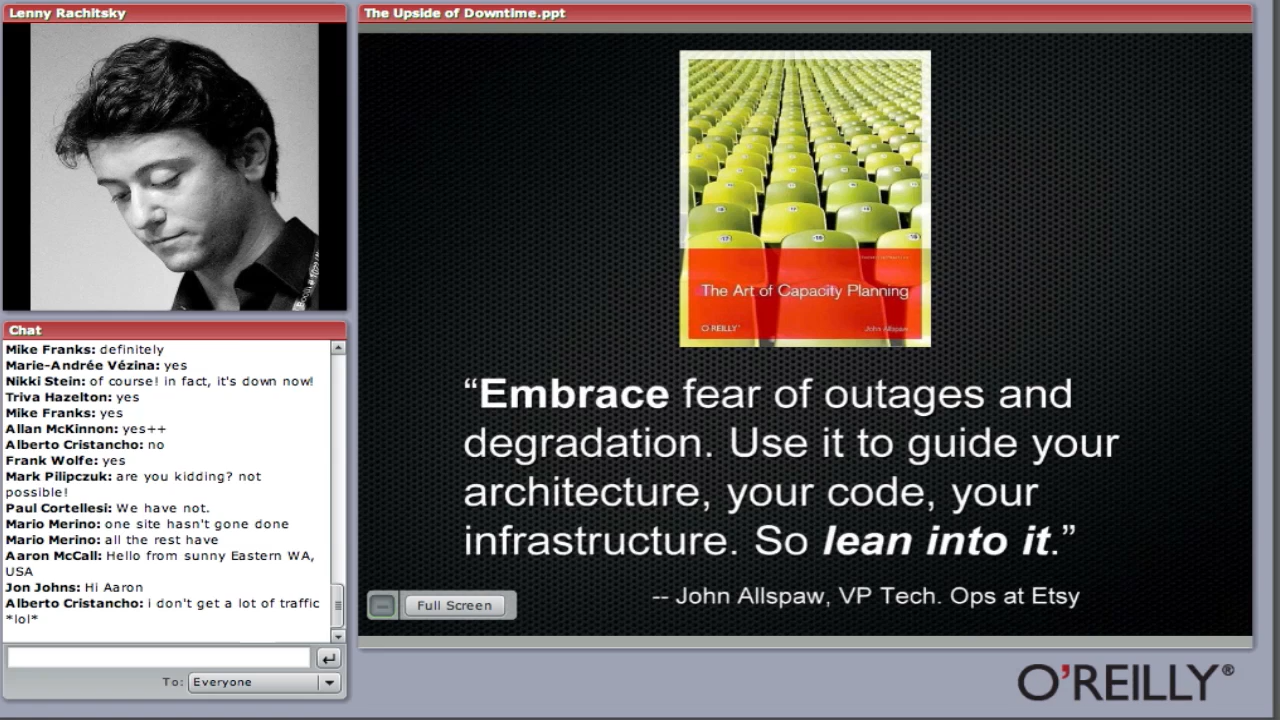 Lenny Rachitsky
The Upside of Downtime.ppt
The Art of Capacity Planning
O'REILLY
John Allspaw
Chat
Mike Franks: definitely
Marie-Andrée Vézina: yes
Nikki Stein: of course! in fact, it's down now!
Triva Hazelton: yes
Mike Franks: yes
Allan McKinnon: yes++
Alberto Cristancho: no
Frank Wolfe: yes
Mark Pilipczuk: are you kidding? not
possible!
Paul Cortellesi: We have not.
Mario Merino: one site hasn't gone done
Mario Merino: all the rest have
Aaron McCall: Hello from sunny Eastern WA,
USA
Jon Johns: Hi Aaron
Alberto Cristancho: i don't get a lot of traffic
*lol*
To: Everyone
“Embrace fear of outages and
degradation. Use it to guide your
architecture, your code, your
infrastructure. So lean into it.”
-- John Allspaw, VP Tech. Ops at Etsy
Full Screen
O'REILLY®